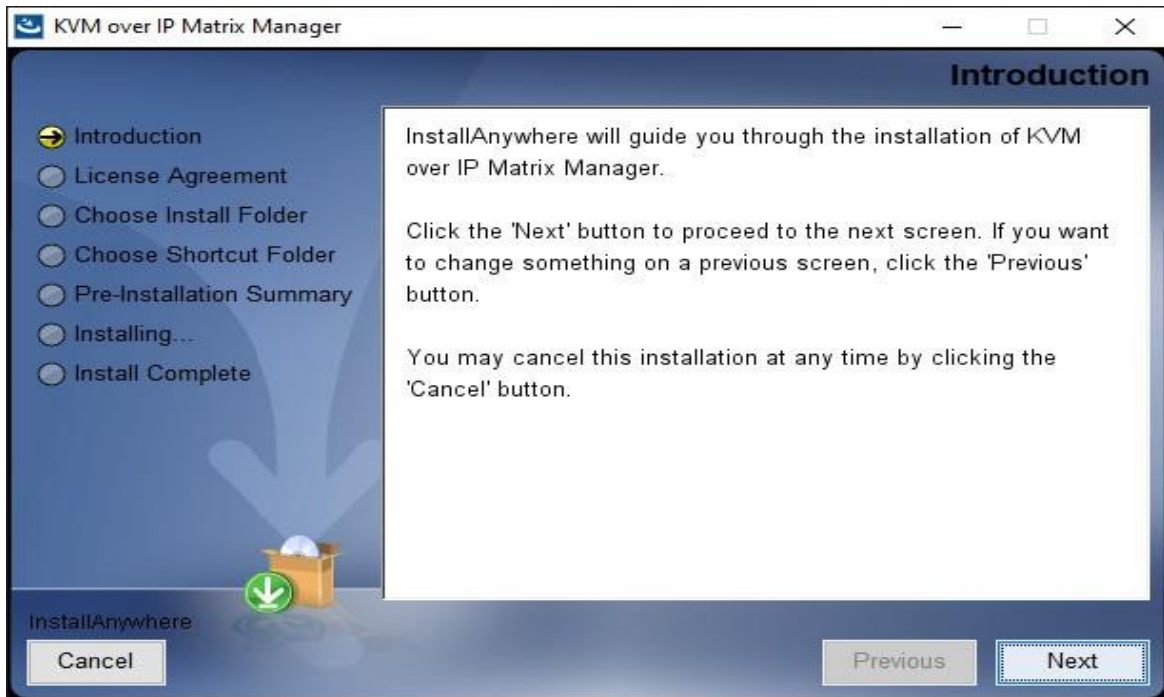 KVM over IP Matrix Manager
Introduction
Introduction
License Agreement
Choose Install Folder
Choose Shortcut Folder
Pre-Installation Summary
Installing...
Install Complete
InstallAnywhere will guide you through the installation of KVM
over IP Matrix Manager.
Click the 'Next' button to proceed to the next screen. If you want
to change something on a previous screen, click the 'Previous'
button.
You may cancel this installation at any time by clicking the
'Cancel' button.
InstallAnywhere
Cancel
Previous
Next